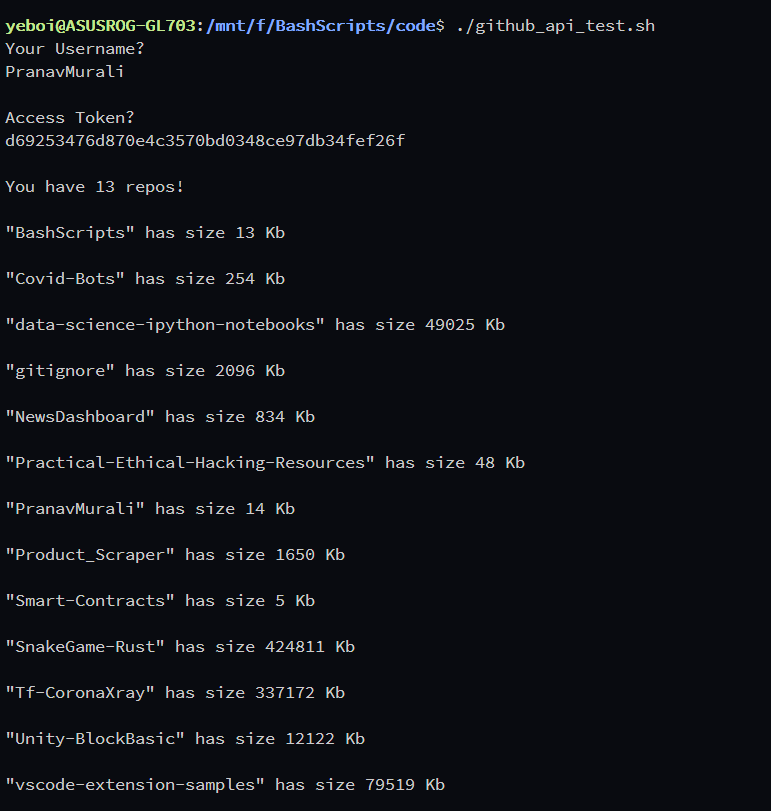 yeboi@ASUSROG-GL703:/mnt/f/BashScripts/code$ ./github_api_test.sh
Your Username?
PranavMurali
Access Token?
d69253476d870e4c3570bd0348ce97db34fef26f
You have 13 repos!
"BashScripts" has size 13 Kb
"Covid-Bots" has size 254 Kb
"data-science-ipython-notebooks" has size 49025 Kb
"gitignore" has size 2096 Kb
"NewsDashboard" has size 834 Kb
"Practical-Ethical-Hacking-Resources" has size 48 Kb
"PranavMurali" has size 14 Kb
"Product_Scraper" has size 1650 Kb
"Smart-Contracts" has size 5 Kb
"SnakeGame-Rust" has size 424811 Kb
"Tf-CoronaXray" has size 337172 Kb
"Unity-BlockBasic" has size 12122 Kb
"vscode-extension-samples" has size 79519 Kb